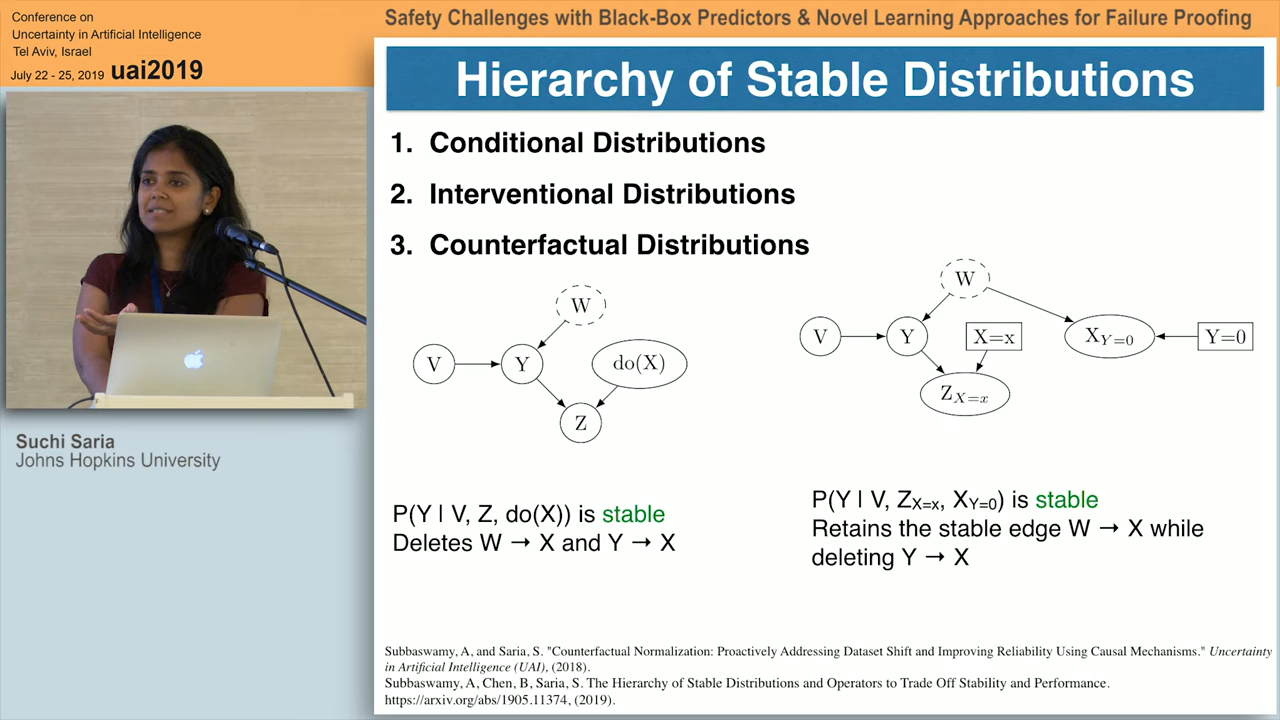 Conference on
Uncertainty in Artificial Intelligence
Tel Aviv, Israel
July 22 - 25, 2019 uai2019
Safety Challenges with Black-Box Predictors & Novel Learning Approaches for Failure Proofing
Hierarchy of Stable Distributions
1. Conditional Distributions
2. Interventional Distributions
3. Counterfactual Distributions
W
V
Y
do(X)
Z
W
V
Y
X=x
X_{Y=0}
Y=0
Z_{X=x}
P(Y | V, Z, do(X)) is stable
Deletes W → X and Y → X
P(Y | V, Z_{X=x}, X_{Y=0}) is stable
Retains the stable edge W → X while
deleting Y → X
Suchi Saria
Johns Hopkins University
Subbaswamy, A, and Saria, S. "Counterfactual Normalization: Proactively Addressing Dataset Shift and Improving Reliability Using Causal Mechanisms." Uncertainty
in Artificial Intelligence (UAI), (2018).
Subbaswamy, A, Chen, B, Saria, S. The Hierarchy of Stable Distributions and Operators to Trade Off Stability and Performance.
https://arxiv.org/abs/1905.11374, (2019).